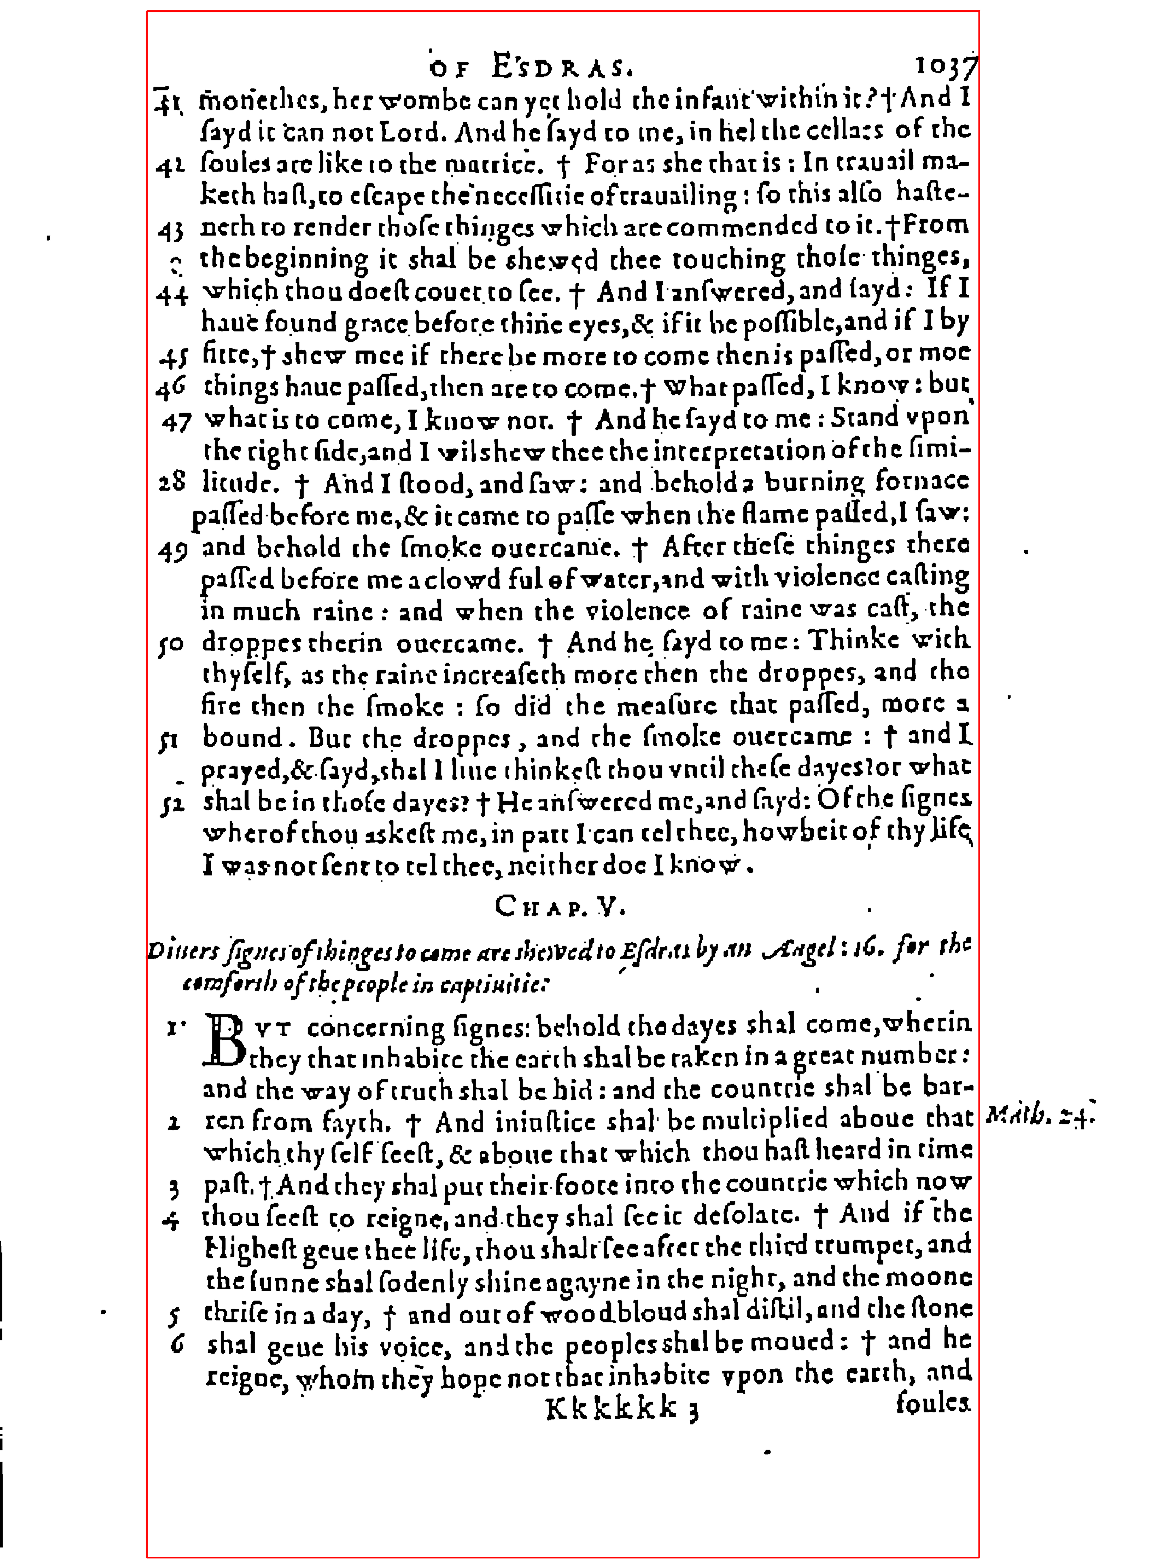 OF ESDRAS. 1037
41 monethes, her wombe can yet hold the infant within it? † And I
ſayd it can not Lord. And he ſayd to me, in hel the cellars of the
42 ſoules are like to the matrice. † For as she that is : In trauail ma-
keth haſt, to eſcape the neceſſitie of trauailing : ſo this alſo haſte-
43 neth to render thoſe thinges which are commended to it. † From
the beginning it shal be shewed thee touching thoſe thinges,
44 which thou doeſt couet to ſee. † And I anſwered, and ſayd : If I
haue found grace before thine eyes, & if it be poſſible, and if I by
45 fitte, † shew mee if there be more to come then is paſſed, or moe
46 things haue paſſed, then are to come. † what paſſed, I know : but
47 what is to come, I know not. † And he ſayd to me : Stand vpon
the right ſide, and I wil shew thee the interpretation of the ſimi-
28 litude. † And I ſtood, and ſaw : and behold a burning fornace
paſſed before me, & it came to paſſe when the flame paſſed, I ſaw:
49 and behold the ſmoke ouercame. † After theſe thinges there
paſſed before me a clowd ful of water, and with violence caſting
in much raine : and when the violence of raine was caſt, the
50 droppes therin ouercame. † And he ſayd to me : Thinke with
thyſelf, as the raine increaſeth more then the droppes, and the
fire then the ſmoke : ſo did the meaſure that paſſed, more a
51 bound. But the droppes, and the ſmoke ouercame : † and I
prayed, & ſayd, shal I liue thinkeſt thou vntil theſe dayes? or what
52 shal be in thoſe dayes? † He anſwered me, and ſayd: Of the ſignes
wherof thou askeſt me, in part I can tel thee, howbeit of thy life
I was not ſent to tel thee, neither doe I know.
CHAP. V.
Diuers ſignes of thinges to come are shewed to Eſdras by an Angel : 16. for the
comforth of the people in captiuitie:
1 BVT concerning ſignes: behold the dayes shal come, wherin
they that inhabite the earth shal be taken in a great number:
and the way of truth shal be hid : and the countrie shal be bar-
2 ren from fayth. † And iniuſtice shal be multiplied aboue that Math. 24.
which thy ſelf ſeeſt, & aboue that which thou haſt heard in time
3 paſt. † And they shal put their foote into the countrie which now
4 thou ſeeſt to reigne, and they shal ſee it deſolate. † And if the
Higheſt geue thee life, thou shalt ſee after the third trumpet, and
the ſunne shal ſodenly shine agayne in the night, and the moone
5 thriſe in a day, † and out of wood bloud shal diſtil, and the ſtone
6 shal geue his voice, and the peoples shal be moued : † and he
reigne, whom they hope not that inhabite vpon the earth, and
Kkkkkk 3 foules